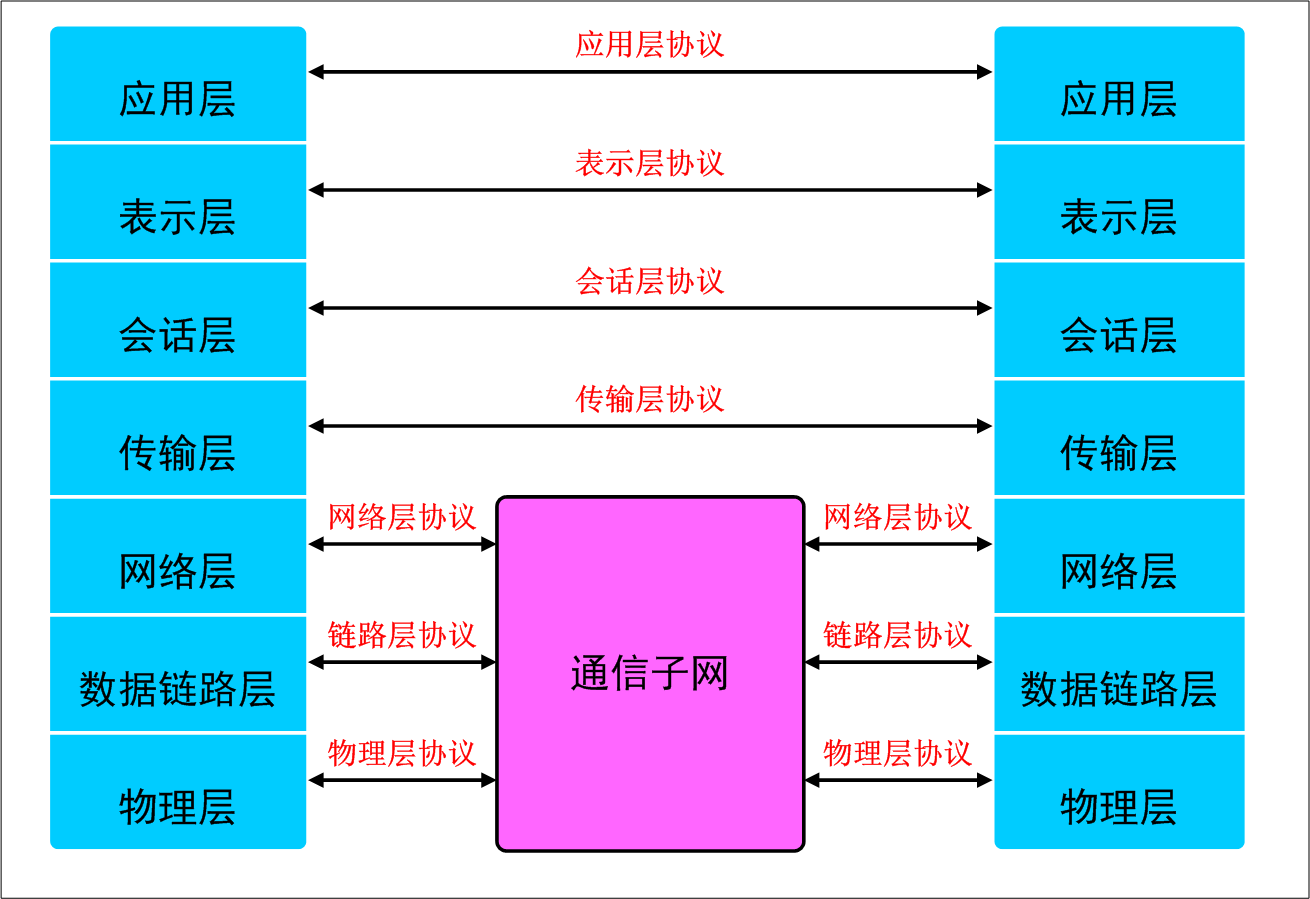 应用层协议
应用层
应用层
表示层协议
表示层
表示层
会话层协议
会话层
会话层
传输层协议
传输层
传输层
网络层协议
网络层协议
网络层
网络层
链路层协议
链路层协议
通信子网
数据链路层
数据链路层
物理层协议
物理层协议
物理层
物理层